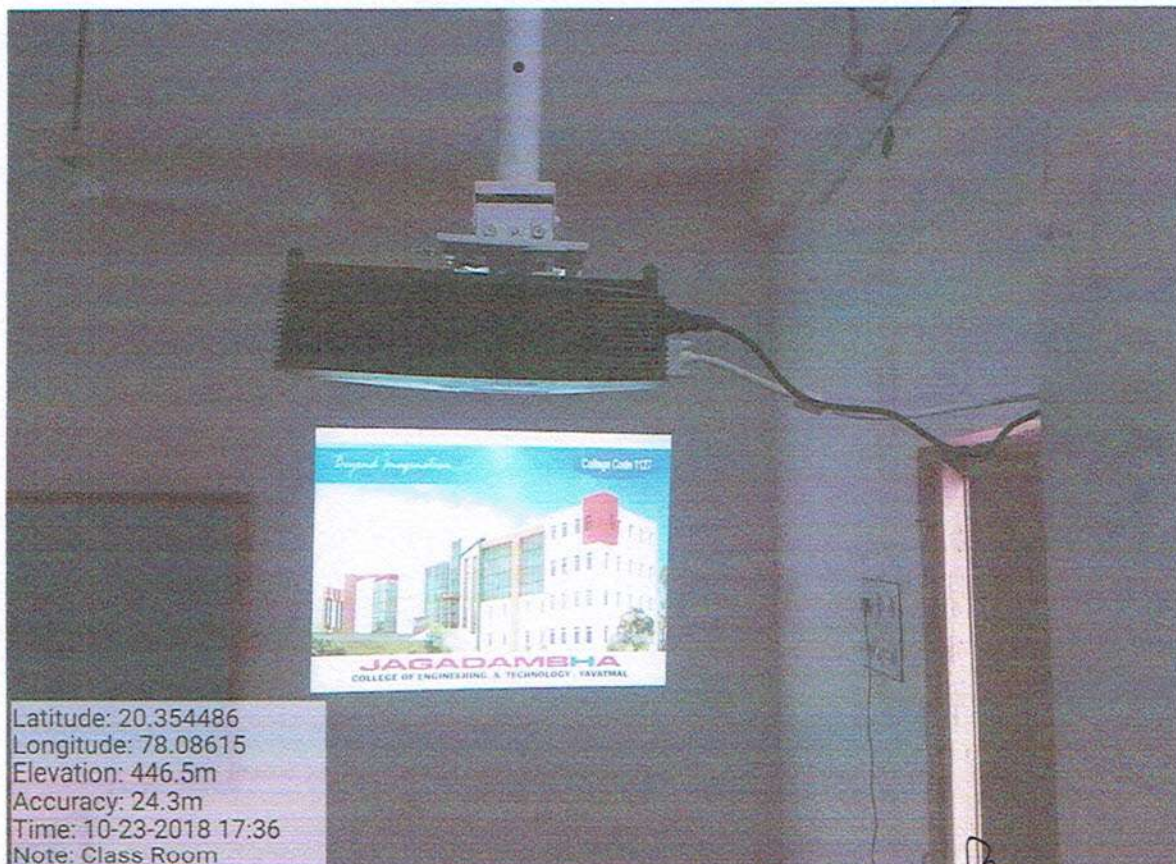 Beyond Imagination
College Code 1127
JAGADAMBHA
COLLEGE OF ENGINEERING & TECHNOLOGY, YAVATMAL
Latitude: 20.354486
Longitude: 78.08615
Elevation: 446.5m
Accuracy: 24.3m
Time: 10-23-2018 17:36
Note: Class Room